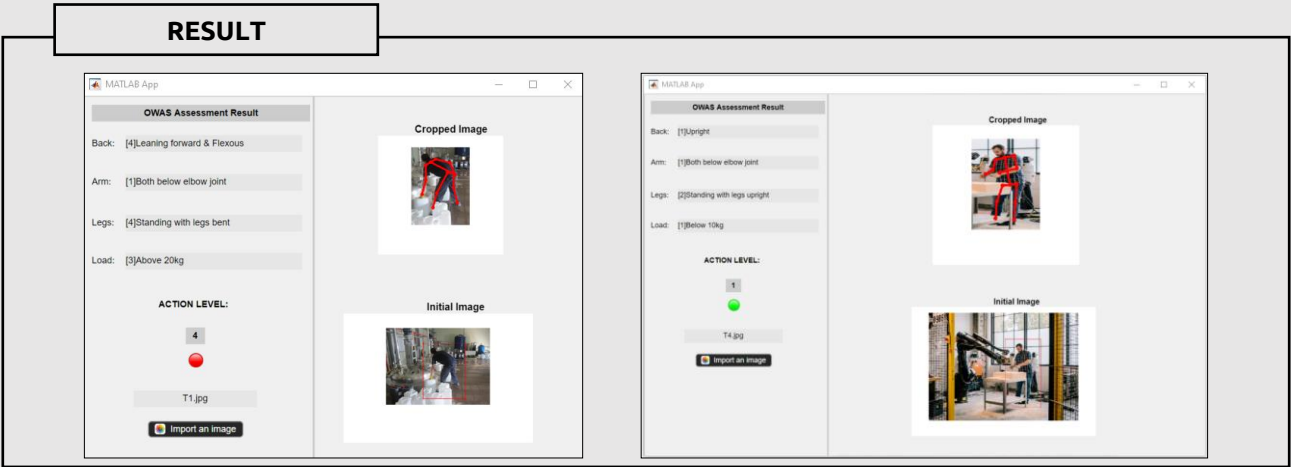 RESULT
MATLAB App
OWAS Assessment Result
Back: [4]Leaning forward & Flexous
Arm: [1]Both below elbow joint
Legs: [4]Standing with legs bent
Load: [3]Above 20kg
ACTION LEVEL:
4
T1.jpg
Import an image
Cropped Image
Initial Image
MATLAB App
OWAS Assessment Result
Back: [1]Upright
Arm: [1]Both below elbow joint
Legs: [2]Standing with legs upright
Load: [1]Below 10kg
ACTION LEVEL:
1
T4.jpg
Import an image
Cropped Image
Initial Image